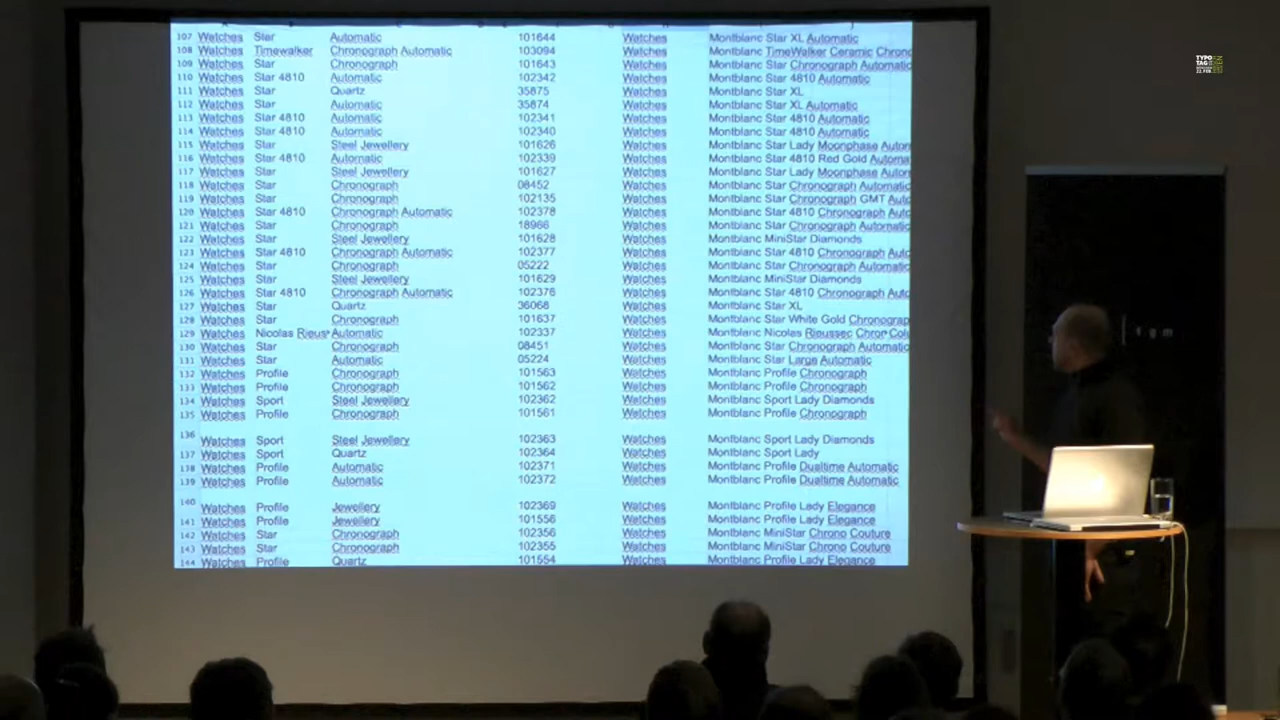 107 Watches Star Automatic 101644 Watches Montblanc Star XL Automatic
108 Watches Timewalker Chronograph Automatic 103094 Watches Montblanc TimeWalker Ceramic Chrono
109 Watches Star Chronograph 101643 Watches Montblanc Star Chronograph Automatic
110 Watches Star 4810 Automatic 102342 Watches Montblanc Star 4810 Automatic
111 Watches Star Quartz 35875 Watches Montblanc Star XL
112 Watches Star Automatic 35874 Watches Montblanc Star XL Automatic
113 Watches Star 4810 Automatic 102341 Watches Montblanc Star 4810 Automatic
114 Watches Star 4810 Automatic 102340 Watches Montblanc Star 4810 Automatic
115 Watches Star Steel Jewellery 101626 Watches Montblanc Star Lady Moonphase Autom
116 Watches Star 4810 Automatic 102339 Watches Montblanc Star 4810 Red Gold Automa
117 Watches Star Steel Jewellery 101627 Watches Montblanc Star Lady Moonphase Autom
118 Watches Star Chronograph 08452 Watches Montblanc Star Chronograph Automatic
119 Watches Star Chronograph 102135 Watches Montblanc Star Chronograph GMT Auto
120 Watches Star 4810 Chronograph Automatic 102378 Watches Montblanc Star 4810 Chronograph Auto
121 Watches Star Chronograph 18966 Watches Montblanc Star Chronograph Automatic
122 Watches Star Steel Jewellery 101628 Watches Montblanc MiniStar Diamonds
123 Watches Star 4810 Chronograph Automatic 102377 Watches Montblanc Star 4810 Chronograph Auto
124 Watches Star Chronograph 05222 Watches Montblanc Star Chronograph Automatic
125 Watches Star Steel Jewellery 101629 Watches Montblanc MiniStar Diamonds
126 Watches Star 4810 Chronograph Automatic 102376 Watches Montblanc Star 4810 Chronograph Auto
127 Watches Star Quartz 36068 Watches Montblanc Star XL
128 Watches Star Chronograph 101637 Watches Montblanc Star White Gold Chronograp
129 Watches Nicolas Rieus Automatic 102337 Watches Montblanc Nicolas Rieussec Chron Colu
130 Watches Star Chronograph 08451 Watches Montblanc Star Chronograph Automatic
131 Watches Star Automatic 05224 Watches Montblanc Star Large Automatic
132 Watches Profile Chronograph 101563 Watches Montblanc Profile Chronograph
133 Watches Profile Chronograph 101562 Watches Montblanc Profile Chronograph
134 Watches Sport Steel Jewellery 102362 Watches Montblanc Sport Lady Diamonds
135 Watches Profile Chronograph 101561 Watches Montblanc Profile Chronograph
136 Watches Sport Steel Jewellery 102363 Watches Montblanc Sport Lady Diamonds
137 Watches Sport Quartz 102364 Watches Montblanc Sport Lady
138 Watches Profile Automatic 102371 Watches Montblanc Profile Dualtime Automatic
139 Watches Profile Automatic 102372 Watches Montblanc Profile Dualtime Automatic
140 Watches Profile Jewellery 102369 Watches Montblanc Profile Lady Elegance
141 Watches Profile Jewellery 101556 Watches Montblanc Profile Lady Elegance
142 Watches Star Chronograph 102356 Watches Montblanc MiniStar Chrono Couture
143 Watches Star Chronograph 102355 Watches Montblanc MiniStar Chrono Couture
144 Watches Profile Quartz 101554 Watches Montblanc Profile Lady Elegance
TYPO
TAG